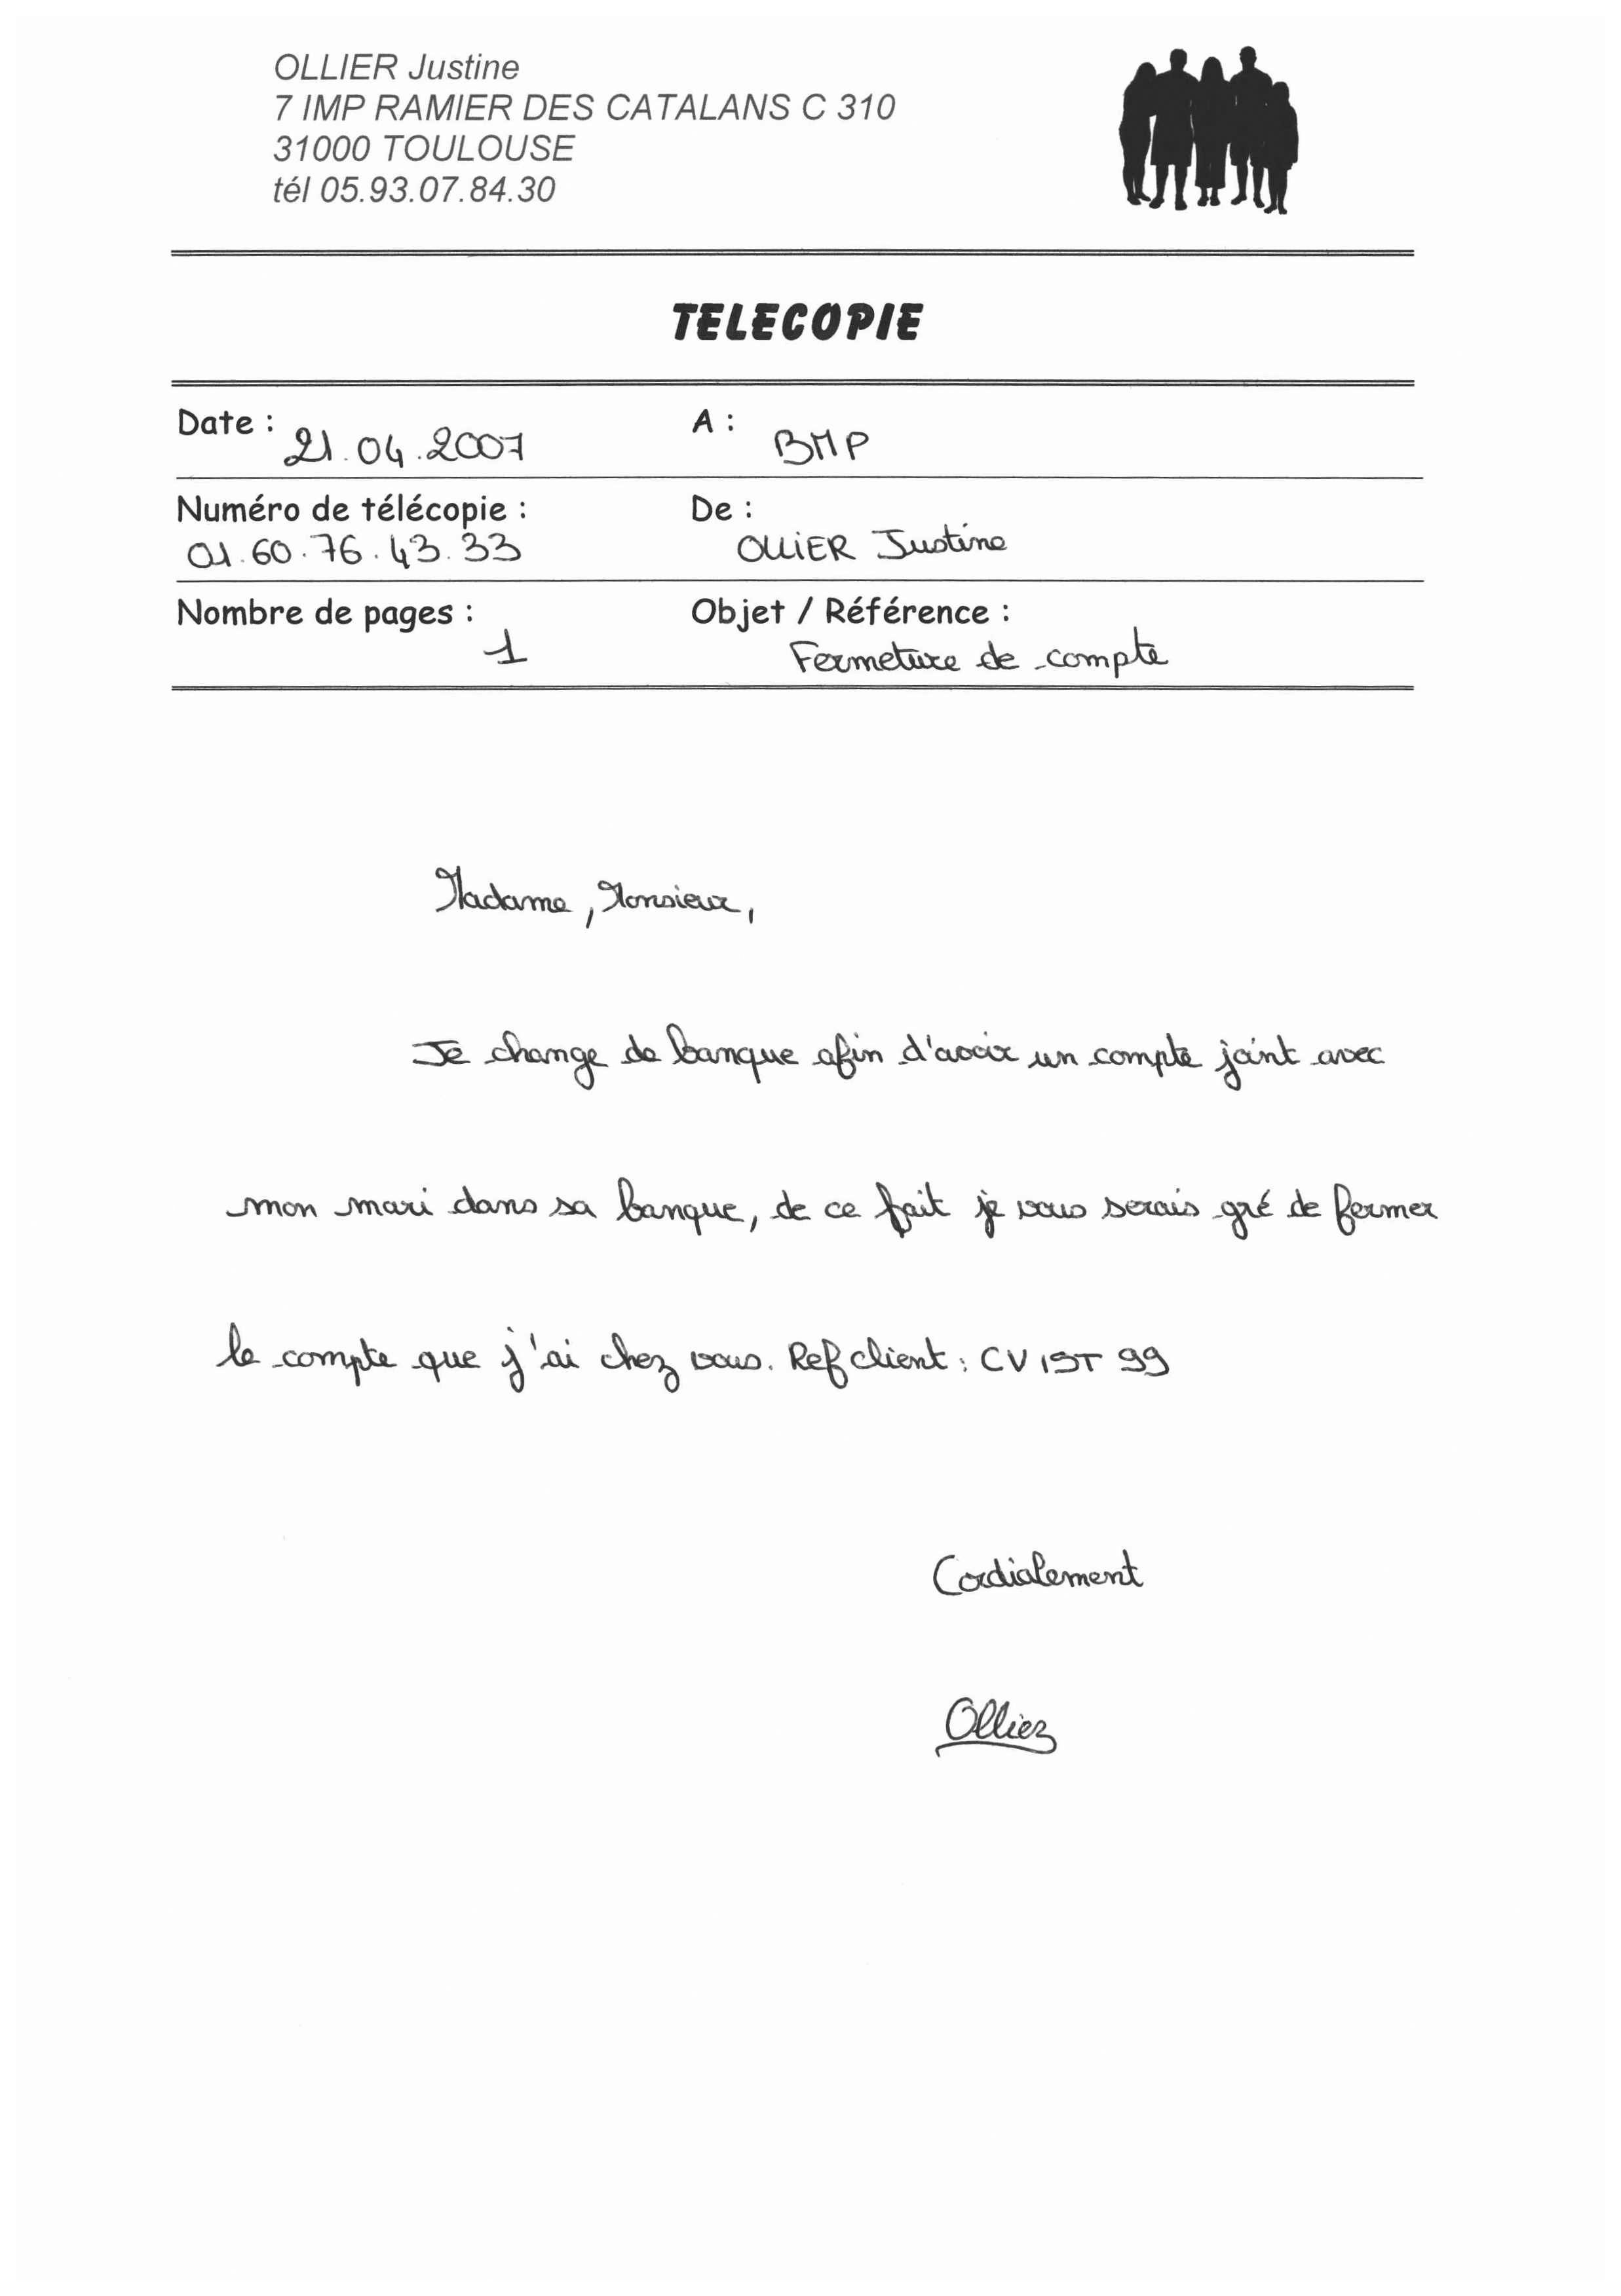 OLLIER Justine
7 IMP RAMIER DES CATALANS C 310
31000 TOULOUSE
tél 05.93.07.84.30
TELECOPIE
Date : 21.04.2007 A : BMP
Numéro de télécopie : De :
01.60.76.43.33 OLLIER Justine
Nombre de pages : 1 Objet / Référence :
Fermeture de compte
Madame, Monsieur,
Je change de banque afin d'avoir un compte joint avec
mon mari dans sa banque, de ce fait je vous serais gré de fermer
le compte que j'ai chez vous. Ref client : CVIST 99
Cordialement
Ollier